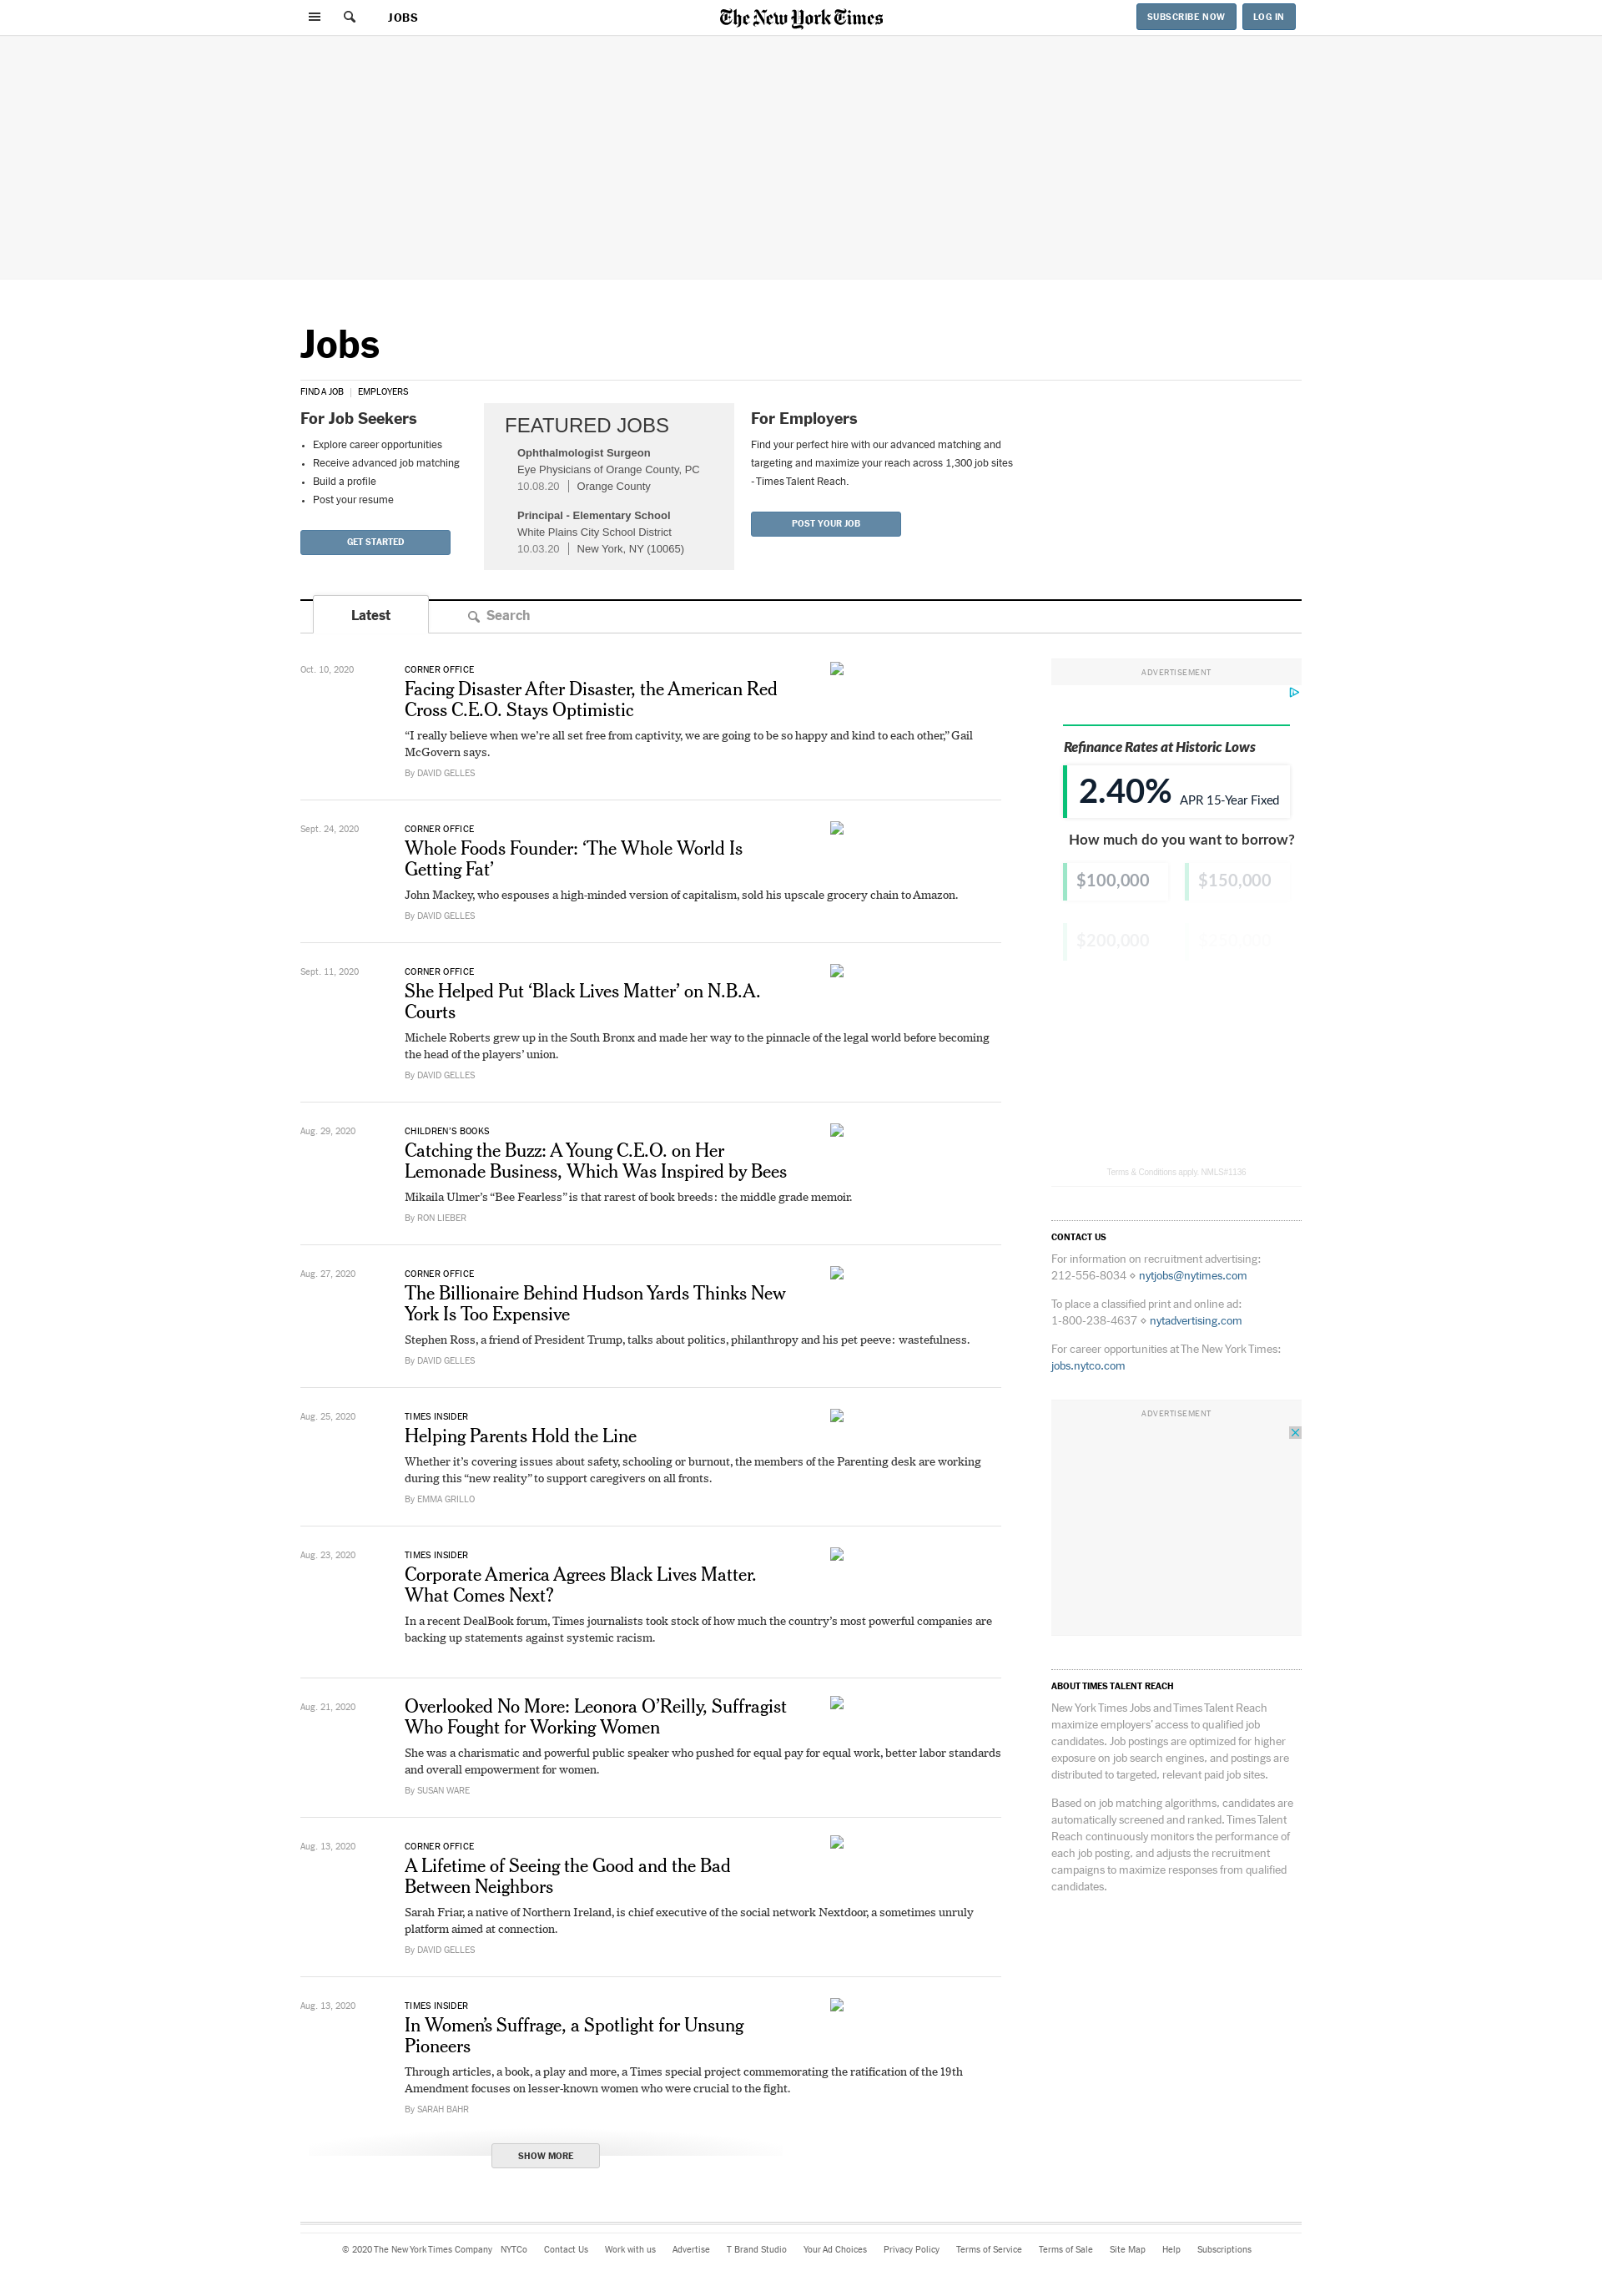 JOBS
The New York Times
SUBSCRIBE NOW
LOG IN
Jobs
FIND A JOB | EMPLOYERS
For Job Seekers
• Explore career opportunities
• Receive advanced job matching
• Build a profile
• Post your resume
GET STARTED
FEATURED JOBS
Ophthalmologist Surgeon
Eye Physicians of Orange County, PC
10.08.20 | Orange County
Principal - Elementary School
White Plains City School District
10.03.20 | New York, NY (10065)
For Employers
Find your perfect hire with our advanced matching and
targeting and maximize your reach across 1,300 job sites
- Times Talent Reach.
POST YOUR JOB
Latest
Search
Oct. 10, 2020
CORNER OFFICE
Facing Disaster After Disaster, the American Red
Cross C.E.O. Stays Optimistic
“I really believe when we’re all set free from captivity, we are going to be so happy and kind to each other,” Gail
McGovern says.
By DAVID GELLES
Sept. 24, 2020
CORNER OFFICE
Whole Foods Founder: ‘The Whole World Is
Getting Fat’
John Mackey, who espouses a high-minded version of capitalism, sold his upscale grocery chain to Amazon.
By DAVID GELLES
Sept. 11, 2020
CORNER OFFICE
She Helped Put ‘Black Lives Matter’ on N.B.A.
Courts
Michele Roberts grew up in the South Bronx and made her way to the pinnacle of the legal world before becoming
the head of the players’ union.
By DAVID GELLES
Aug. 29, 2020
CHILDREN’S BOOKS
Catching the Buzz: A Young C.E.O. on Her
Lemonade Business, Which Was Inspired by Bees
Mikaila Ulmer’s “Bee Fearless” is that rarest of book breeds: the middle grade memoir.
By RON LIEBER
Aug. 27, 2020
CORNER OFFICE
The Billionaire Behind Hudson Yards Thinks New
York Is Too Expensive
Stephen Ross, a friend of President Trump, talks about politics, philanthropy and his pet peeve: wastefulness.
By DAVID GELLES
Aug. 25, 2020
TIMES INSIDER
Helping Parents Hold the Line
Whether it’s covering issues about safety, schooling or burnout, the members of the Parenting desk are working
during this “new reality” to support caregivers on all fronts.
By EMMA GRILLO
Aug. 23, 2020
TIMES INSIDER
Corporate America Agrees Black Lives Matter.
What Comes Next?
In a recent DealBook forum, Times journalists took stock of how much the country’s most powerful companies are
backing up statements against systemic racism.
Aug. 21, 2020
Overlooked No More: Leonora O’Reilly, Suffragist
Who Fought for Working Women
She was a charismatic and powerful public speaker who pushed for equal pay for equal work, better labor standards
and overall empowerment for women.
By SUSAN WARE
Aug. 13, 2020
CORNER OFFICE
A Lifetime of Seeing the Good and the Bad
Between Neighbors
Sarah Friar, a native of Northern Ireland, is chief executive of the social network Nextdoor, a sometimes unruly
platform aimed at connection.
By DAVID GELLES
Aug. 13, 2020
TIMES INSIDER
In Women’s Suffrage, a Spotlight for Unsung
Pioneers
Through articles, a book, a play and more, a Times special project commemorating the ratification of the 19th
Amendment focuses on lesser-known women who were crucial to the fight.
By SARAH BAHR
SHOW MORE
ADVERTISEMENT
Refinance Rates at Historic Lows
2.40% APR 15-Year Fixed
How much do you want to borrow?
$100,000
$150,000
$200,000
Terms & Conditions apply. NMLS#1136
CONTACT US
For information on recruitment advertising:
212-556-8034 ⋄ nytjobs@nytimes.com
To place a classified print and online ad:
1-800-238-4637 ⋄ nytadvertising.com
For career opportunities at The New York Times:
jobs.nytco.com
ADVERTISEMENT
ABOUT TIMES TALENT REACH
New York Times Jobs and Times Talent Reach
maximize employers’ access to qualified job
candidates. Job postings are optimized for higher
exposure on job search engines, and postings are
distributed to targeted, relevant paid job sites.
Based on job matching algorithms, candidates are
automatically screened and ranked. Times Talent
Reach continuously monitors the performance of
each job posting, and adjusts the recruitment
campaigns to maximize responses from qualified
candidates.
© 2020 The New York Times Company NYTCo Contact Us Work with us Advertise T Brand Studio Your Ad Choices Privacy Policy Terms of Service Terms of Sale Site Map Help Subscriptions